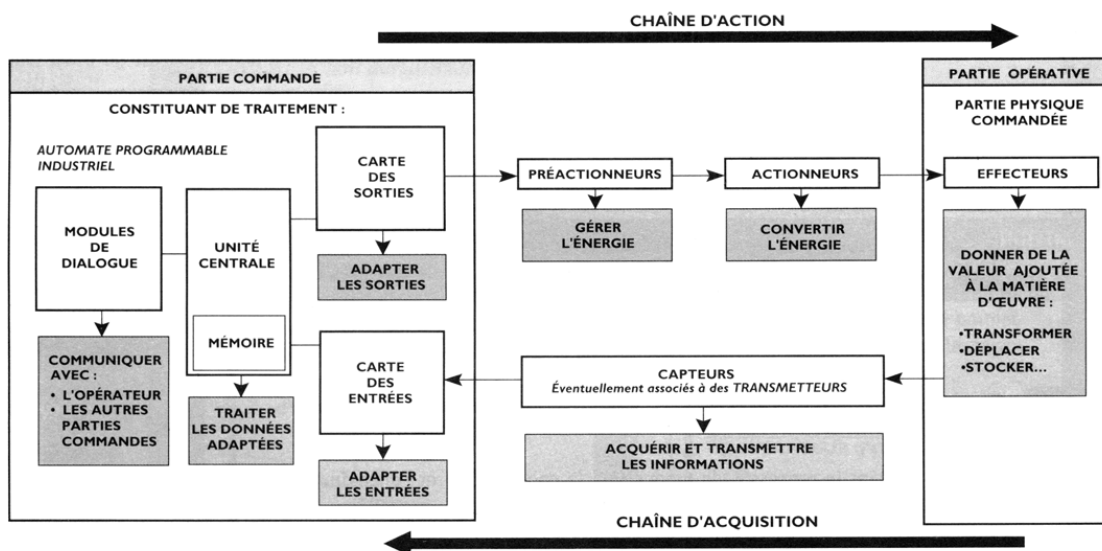 CHAÎNE D'ACTION
PARTIE COMMANDE
CONSTITUANT DE TRAITEMENT :
AUTOMATE PROGRAMMABLE
INDUSTRIEL
MODULES
DE
DIALOGUE
COMMUNIQUER
AVEC :
• L'OPÉRATEUR
• LES AUTRES
PARTIES
COMMANDES
UNITÉ
CENTRALE
MÉMOIRE
TRAITER
LES DONNÉES
ADAPTÉES
CARTE
DES
SORTIES
ADAPTER
LES SORTIES
CARTE
DES
ENTRÉES
ADAPTER
LES ENTRÉES
PRÉACTIONNEURS
GÉRER
L'ÉNERGIE
ACTIONNEURS
CONVERTIR
L'ÉNERGIE
PARTIE OPÉRATIVE
PARTIE PHYSIQUE
COMMANDÉE
EFFECTEURS
DONNER DE LA
VALEUR AJOUTÉE
À LA MATIÈRE
D'ŒUVRE :
•TRANSFORMER
•DÉPLACER
•STOCKER...
CAPTEURS
Éventuellement associés à des TRANSMETTEURS
ACQUÉRIR ET TRANSMETTRE
LES INFORMATIONS
CHAÎNE D'ACQUISITION